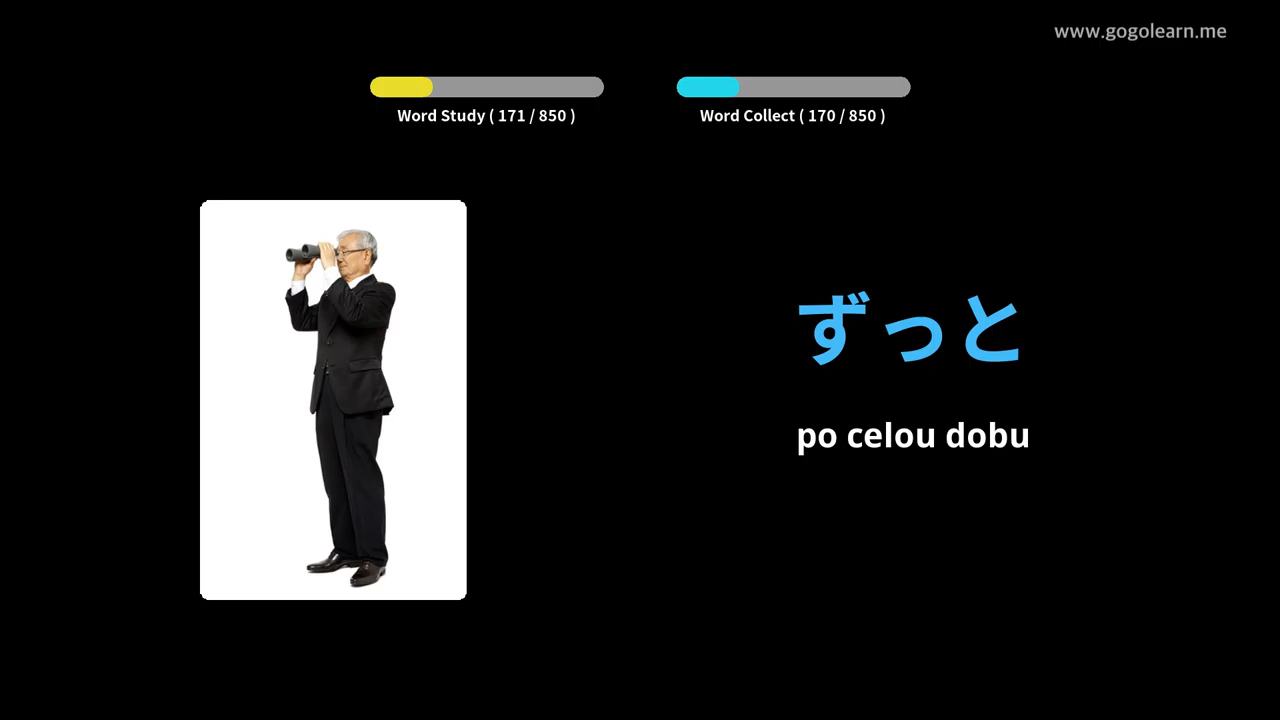 www.gogolearn.me
Word Study ( 171 / 850 )
Word Collect ( 170 / 850 )
ずっと
po celou dobu